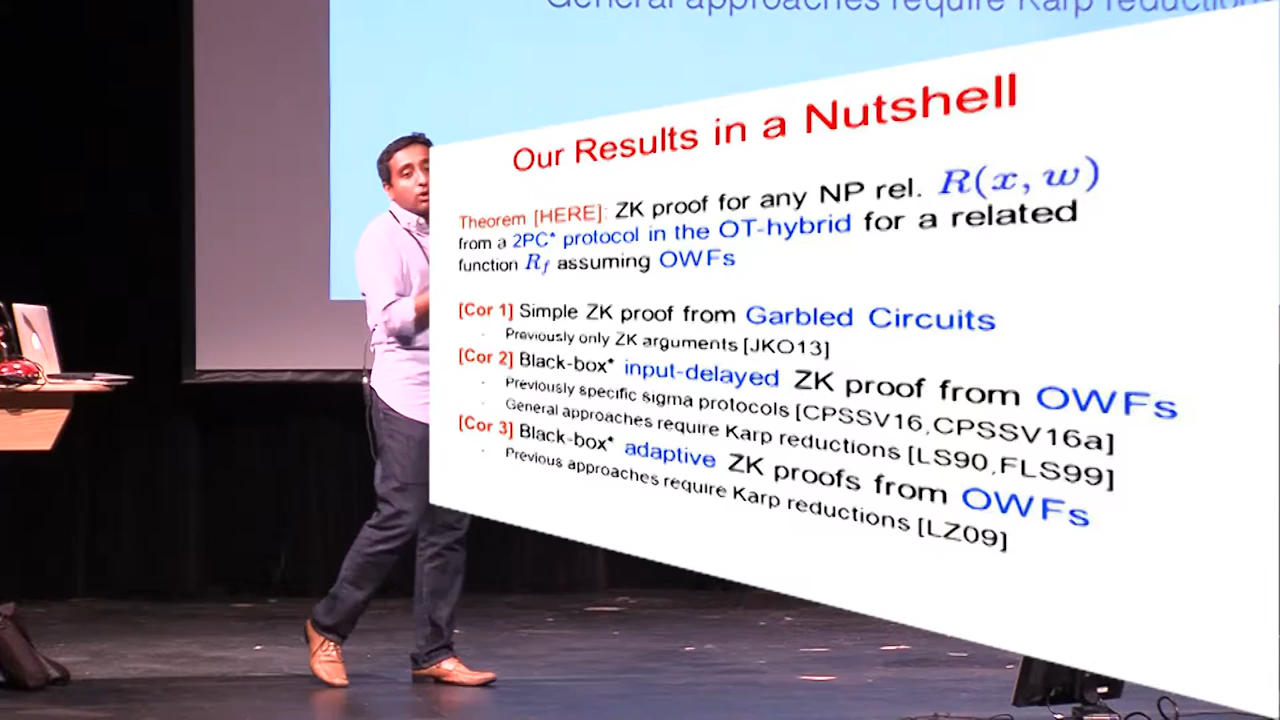 General approaches require Karp reductions
Our Results in a Nutshell
Theorem [HERE]: ZK proof for any NP rel. R(x, w)
from a 2PC* protocol in the OT-hybrid for a related
function R_f assuming OWFs
[Cor 1] Simple ZK proof from Garbled Circuits
- Previously only ZK arguments [JKO13]
[Cor 2] Black-box* input-delayed ZK proof from OWFs
- Previously specific sigma protocols [CPSSV16,CPSSV16a]
- General approaches require Karp reductions [LS90,FLS99]
[Cor 3] Black-box* adaptive ZK proofs from OWFs
- Previous approaches require Karp reductions [LZ09]